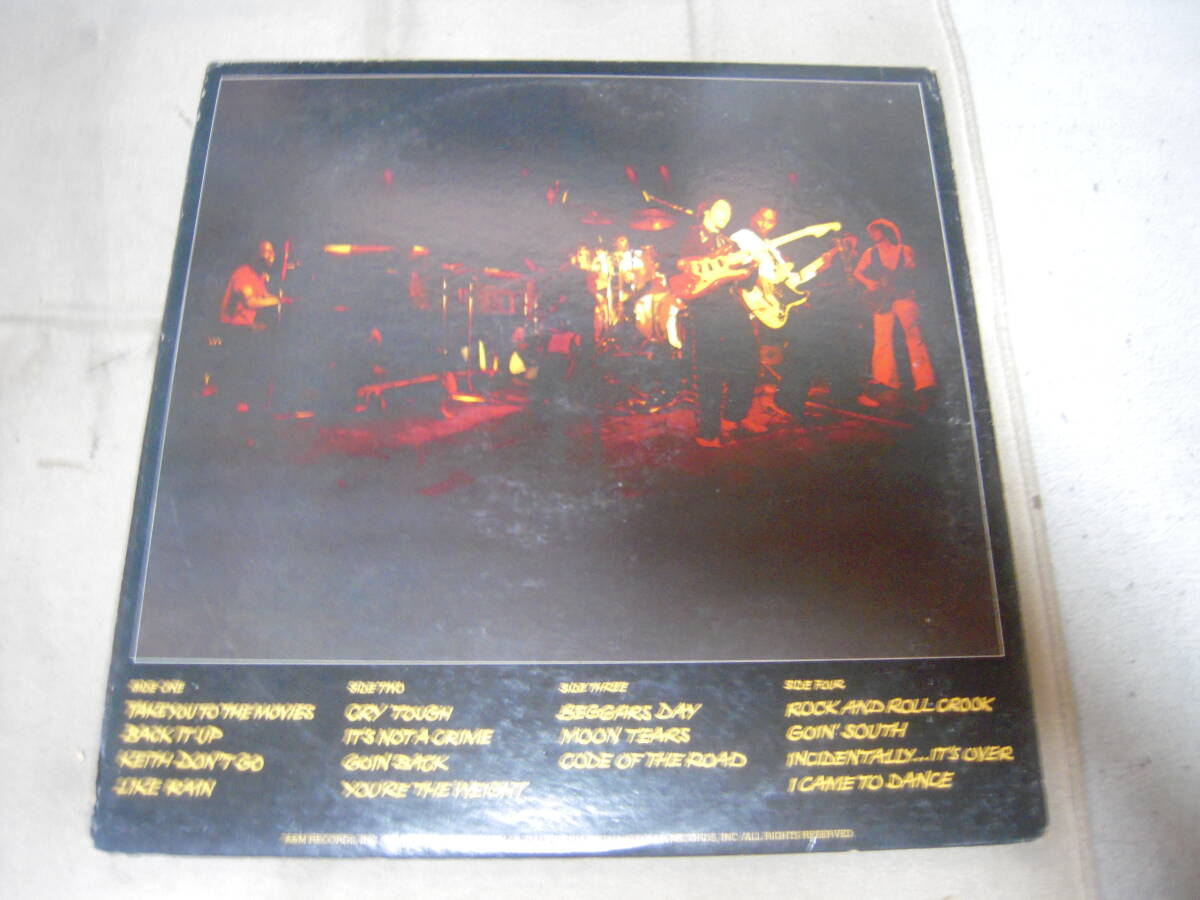 SIDE ONE
TAKE YOU TO THE MOVIES
BACK IT UP
KEITH DON'T GO
LIKE RAIN
SIDE TWO
CRY TOUGH
IT'S NOT A CRIME
GOIN' BACK
YOU'RE THE WEIGHT
SIDE THREE
BEGGARS DAY
MOON TEARS
CODE OF THE ROAD
SIDE FOUR
ROCK AND ROLL CROOK
GOIN' SOUTH
INCIDENTALLY...IT'S OVER
I CAME TO DANCE
A&M RECORDS, INC. RECORDS, INC. /ALL RIGHTS RESERVED